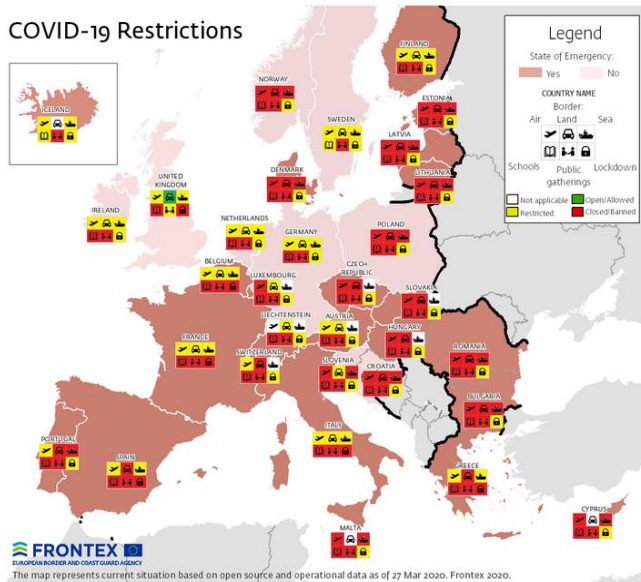 COVID-19 Restrictions
Legend
State of Emergency:
Yes
No
COUNTRY NAME
Border:
Air Land Sea
Schools
Public
gatherings
Lockdown
Not applicable
Open/Allowed
Restricted
Closed/Banned
ICELAND
FINLAND
NORWAY
SWEDEN
ESTONIA
LATVIA
LITHUANIA
DENMARK
UNITED
KINGDOM
IRELAND
NETHERLANDS
GERMANY
POLAND
BELGIUM
LUXEMBOURG
CZECH
REPUBLIC
SLOVAKI
LIECHTENSTEIN
AUSTRIA
HUNGARY
FRANCE
SWITZERLAND
SLOVENIA
CROATIA
ROMANIA
BULGARIA
ITALY
PORTUGAL
SPAIN
GREECE
MALTA
CYPRUS
FRONTEX
EUROPEAN BORDER AND COAST GUARD AGENCY
The map represents current situation based on open source and operational data as of 27 Mar 2020. Frontex 2020.